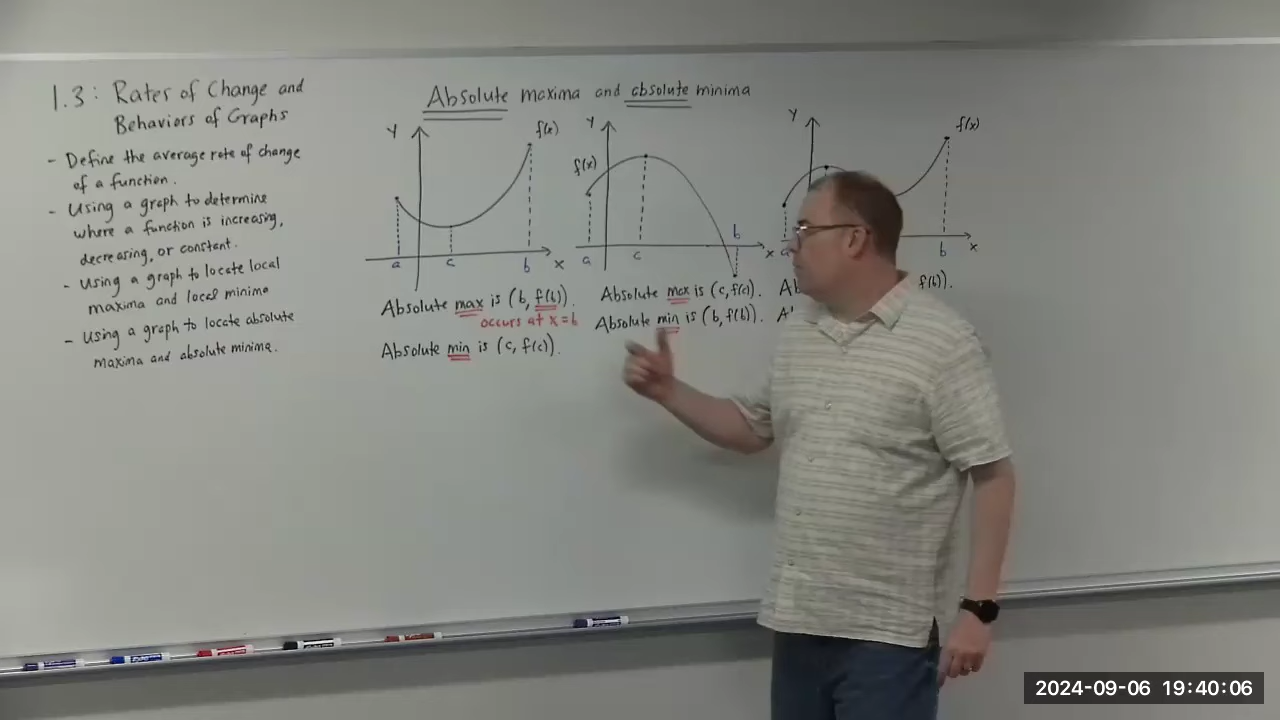 1.3: Rates of Change and
Behaviors of Graphs
- Define the average rate of change
of a function.
- Using a graph to determine
where a function is increasing,
decreasing, or constant.
- Using a graph to locate local
maxima and local minima
- Using a graph to locate absolute
maxima and absolute minima.
Absolute maxima and absolute minima
y
f(x)
a
c
b
x
Absolute max is (b, f(b)).
occurs at x=b
Absolute min is (c, f(c)).
y
f(x)
a
c
b
x
Absolute max is (c, f(c)).
Absolute min is (b, f(b)).
y
f(x)
a
b
x
Ab
f(b)).
A
2024-09-06 19:40:06